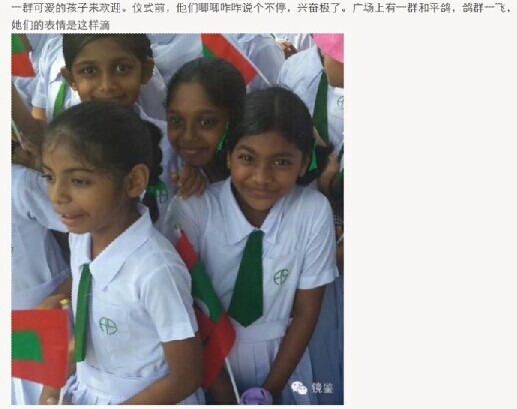 一群可爱的孩子来欢迎。仪式前，他们唧唧咋咋说个不停，兴奋极了。广场上有一群和平鸽，鸽群一飞，
她们的表情是这样滴
镜鉴